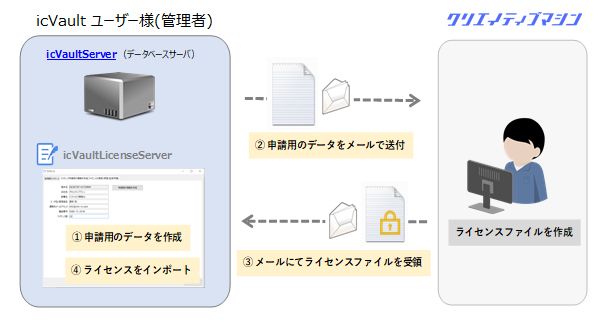 icVault ユーザー様(管理者)
クリエイティブマシン
icVaultServer (データベースサーバ)
② 申請用のデータをメールで送付
icVaultLicenseServer
① 申請用のデータを作成
④ ライセンスをインポート
③ メールにてライセンスファイルを受領
ライセンスファイルを作成